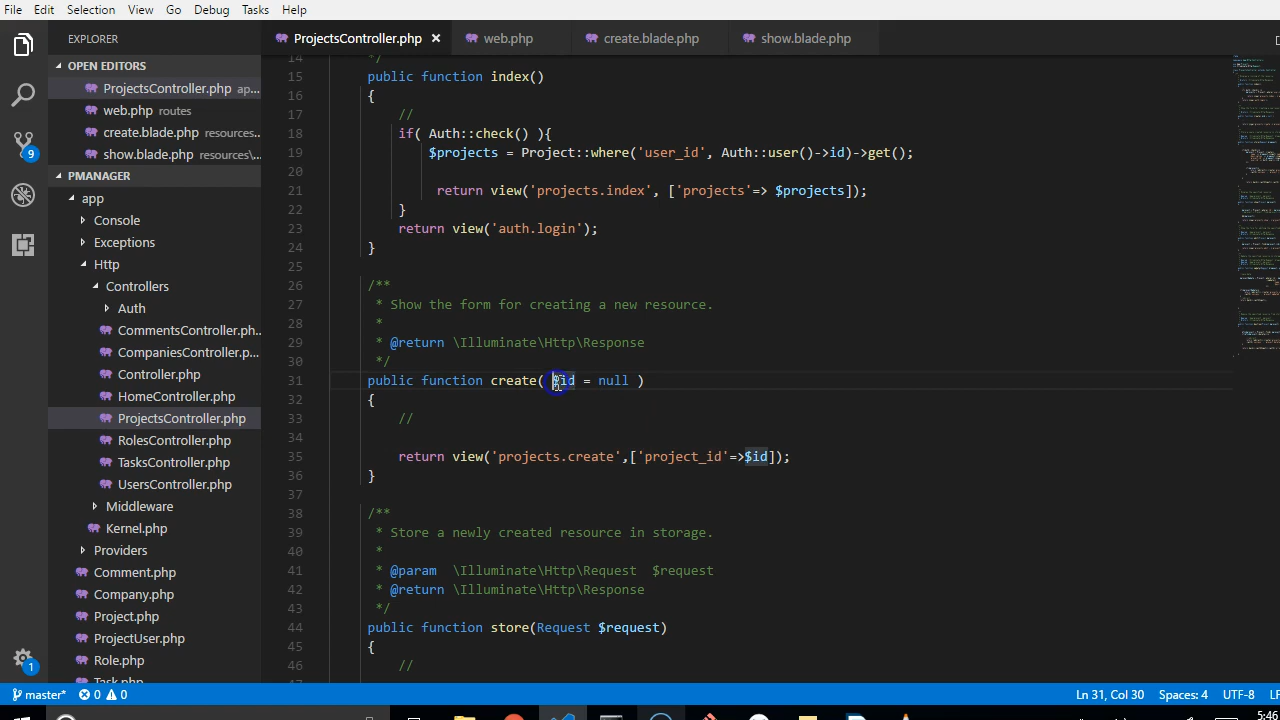 File Edit Selection View Go Debug Tasks Help
EXPLORER
OPEN EDITORS
ProjectsController.php ap...
web.php routes
create.blade.php resources...
show.blade.php resources\...
PMANAGER
app
Console
Exceptions
Http
Controllers
Auth
CommentsController.ph...
CompaniesController.p...
Controller.php
HomeController.php
ProjectsController.php
RolesController.php
TasksController.php
UsersController.php
Middleware
Kernel.php
Providers
Comment.php
Company.php
Project.php
ProjectUser.php
Role.php
Task.php
9
1
ProjectsController.php × web.php create.blade.php show.blade.php
14 */
15 public function index()
16 {
17 //
18 if( Auth::check() ){
19 $projects = Project::where('user_id', Auth::user()->id)->get();
20
21 return view('projects.index', ['projects'=> $projects]);
22 }
23 return view('auth.login');
24 }
25
26 /**
27 * Show the form for creating a new resource.
28 *
29 * @return \Illuminate\Http\Response
30 */
31 public function create( $id = null )
32 {
33 //
34
35 return view('projects.create',['project_id'=>$id]);
36 }
37
38 /**
39 * Store a newly created resource in storage.
40 *
41 * @param \Illuminate\Http\Request $request
42 * @return \Illuminate\Http\Response
43 */
44 public function store(Request $request)
45 {
46 //
master* 0 0 Ln 31, Col 30 Spaces: 4 UTF-8 LF
5:46